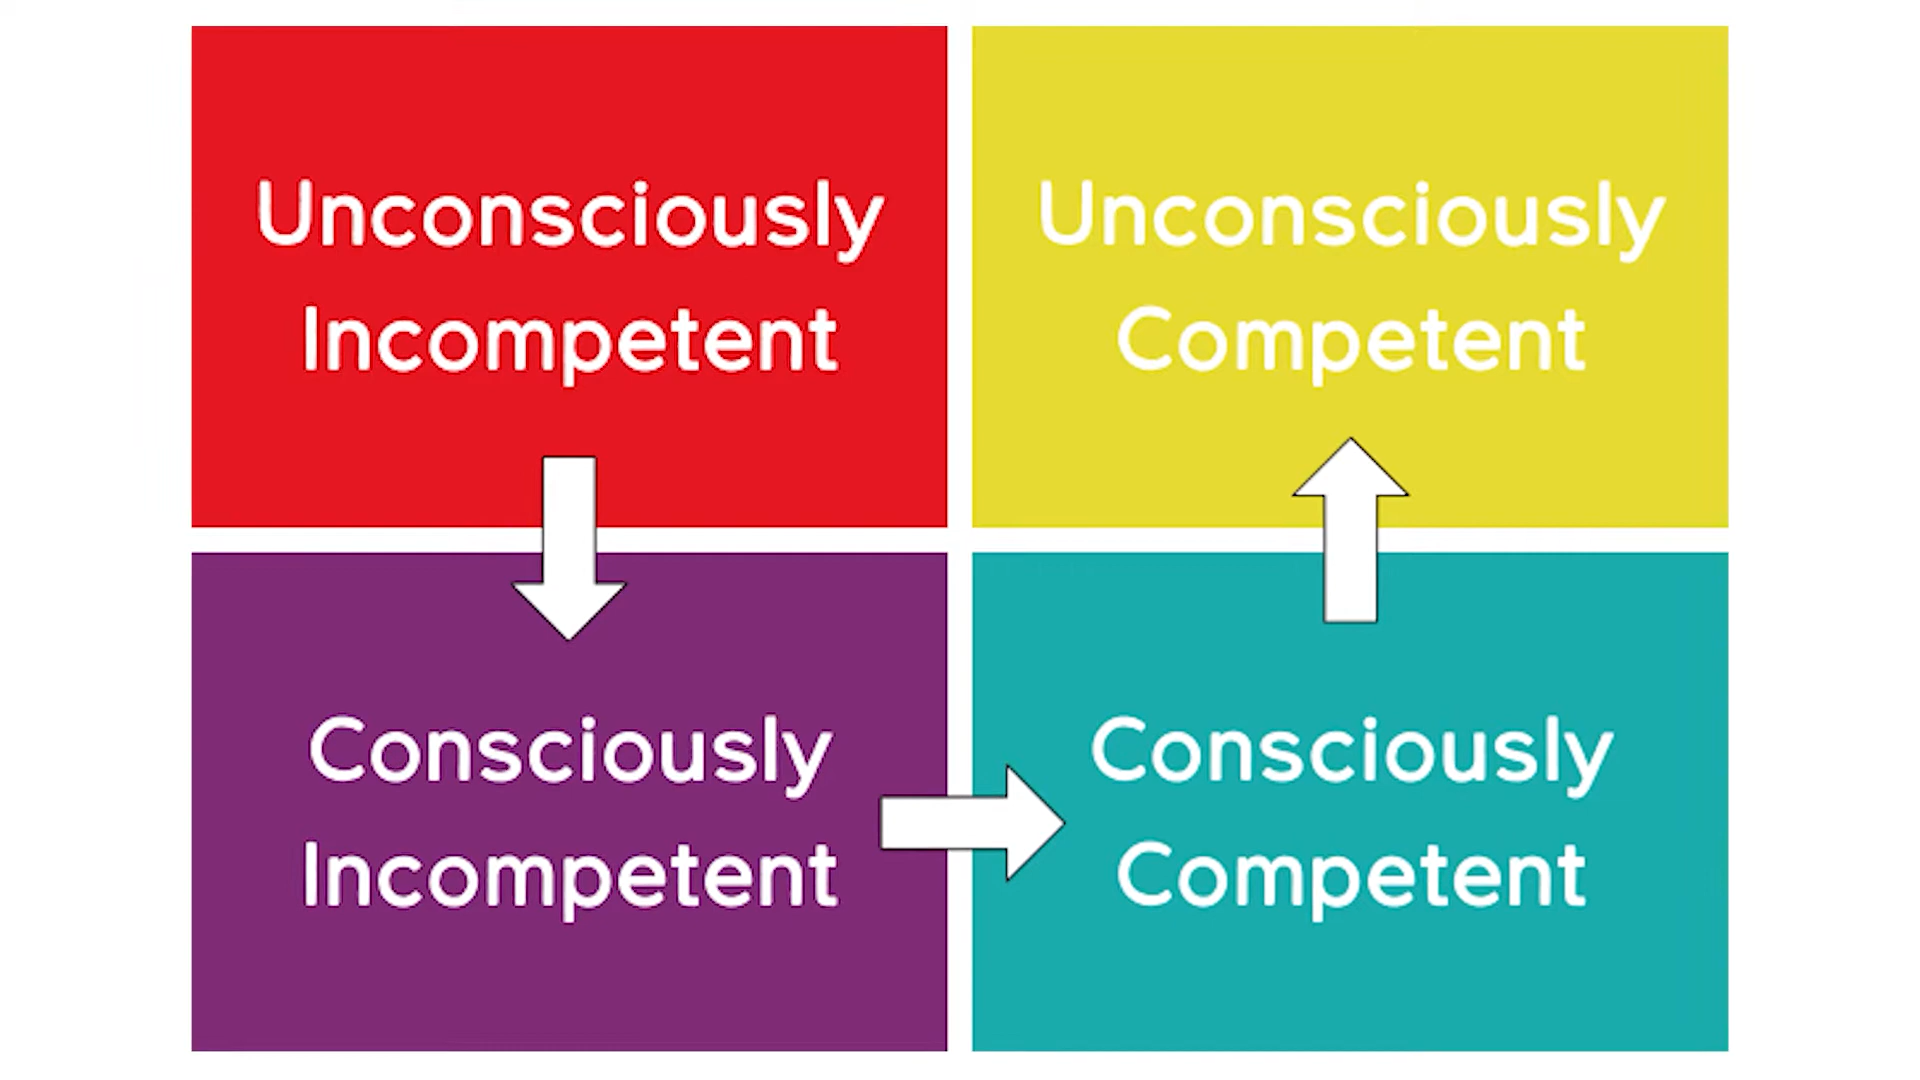 Unconsciously
Incompetent
Unconsciously
Competent
Consciously
Incompetent
Consciously
Competent